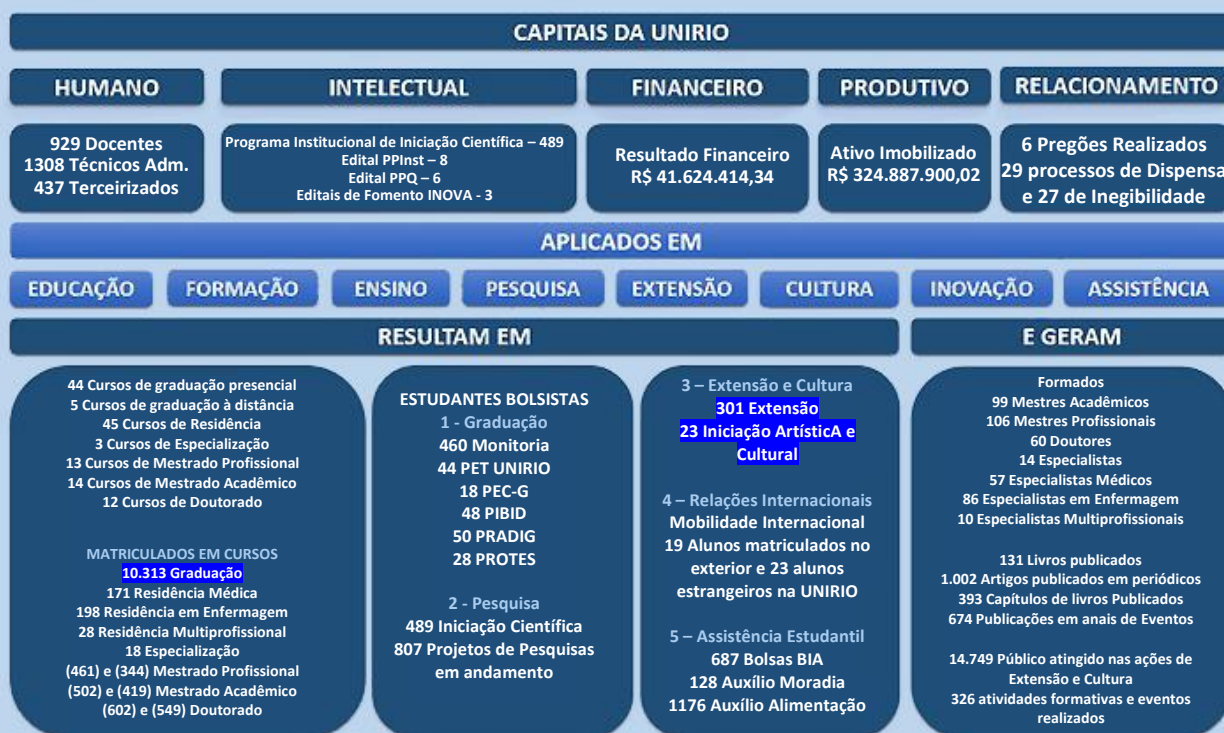 CAPITAIS DA UNIRIO
HUMANO
INTELECTUAL
FINANCEIRO
PRODUTIVO
RELACIONAMENTO
929 Docentes
1308 Técnicos Adm.
437 Terceirizados
Programa Institucional de Iniciação Científica – 489
Edital PPInst – 8
Edital PPQ – 6
Editais de Fomento INOVA - 3
Resultado Financeiro
R$ 41.624.414,34
Ativo Imobilizado
R$ 324.887.900,02
6 Pregões Realizados
29 processos de Dispensa
e 27 de Inegibilidade
APLICADOS EM
EDUCAÇÃO
FORMAÇÃO
ENSINO
PESQUISA
EXTENSÃO
CULTURA
INOVAÇÃO
ASSISTÊNCIA
RESULTAM EM
E GERAM
44 Cursos de graduação presencial
5 Cursos de graduação à distância
45 Cursos de Residência
3 Cursos de Especialização
13 Cursos de Mestrado Profissional
14 Cursos de Mestrado Acadêmico
12 Cursos de Doutorado
MATRICULADOS EM CURSOS
10.313 Graduação
171 Residência Médica
198 Residência em Enfermagem
28 Residência Multiprofissional
18 Especialização
(461) e (344) Mestrado Profissional
(502) e (419) Mestrado Acadêmico
(602) e (549) Doutorado
ESTUDANTES BOLSISTAS
1 - Graduação
460 Monitoria
44 PET UNIRIO
18 PEC-G
48 PIBID
50 PRADIG
28 PROTES
2 - Pesquisa
489 Iniciação Científica
807 Projetos de Pesquisas
em andamento
3 – Extensão e Cultura
301 Extensão
23 Iniciação ArtísticA e
Cultural
4 – Relações Internacionais
Mobilidade Internacional
19 Alunos matriculados no
exterior e 23 alunos
estrangeiros na UNIRIO
5 – Assistência Estudantil
687 Bolsas BIA
128 Auxílio Moradia
1176 Auxílio Alimentação
Formados
99 Mestres Acadêmicos
106 Mestres Profissionais
60 Doutores
14 Especialistas
57 Especialistas Médicos
86 Especialistas em Enfermagem
10 Especialistas Multiprofissionais
131 Livros publicados
1.002 Artigos publicados em periódicos
393 Capítulos de livros Publicados
674 Publicações em anais de Eventos
14.749 Público atingido nas ações de
Extensão e Cultura
326 atividades formativas e eventos
realizados